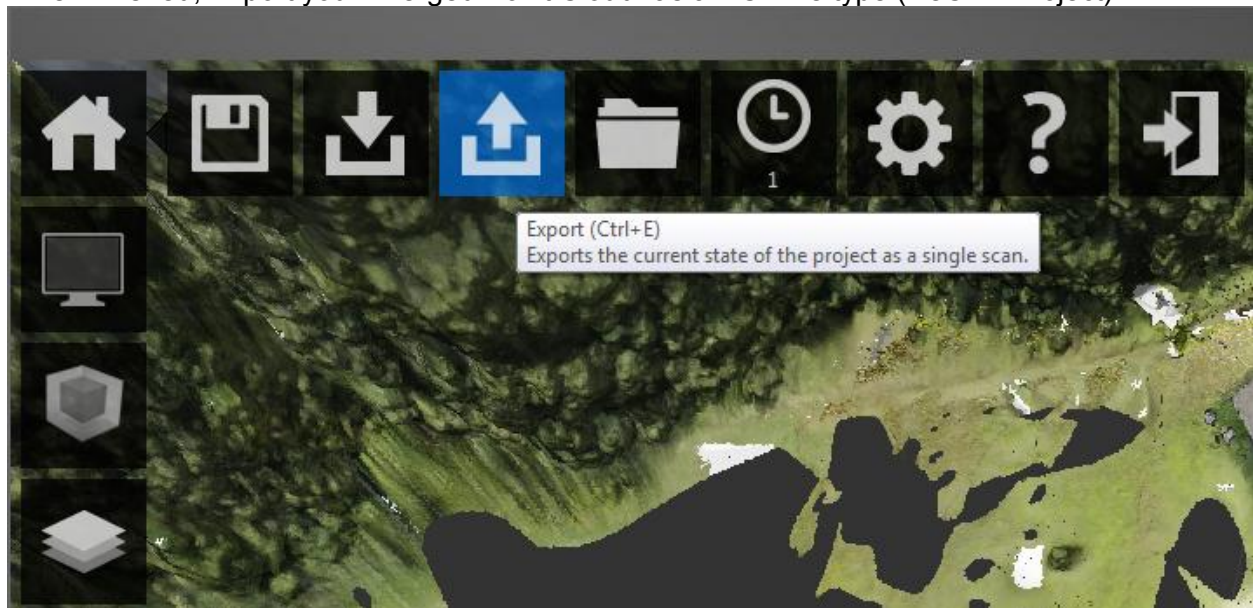 Export (Ctrl+E)
Exports the current state of the project as a single scan.
1